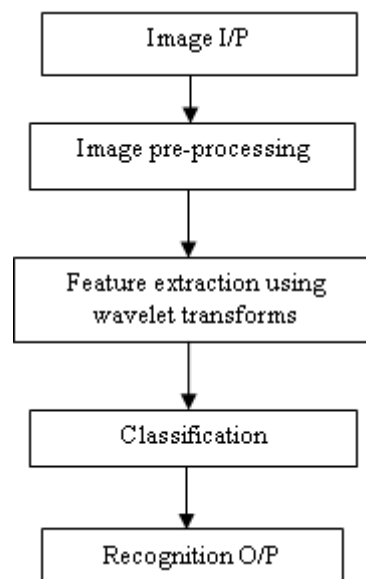 Image I/P
Image pre-processing
Feature extraction using
wavelet transforms
Classification
Recognition O/P